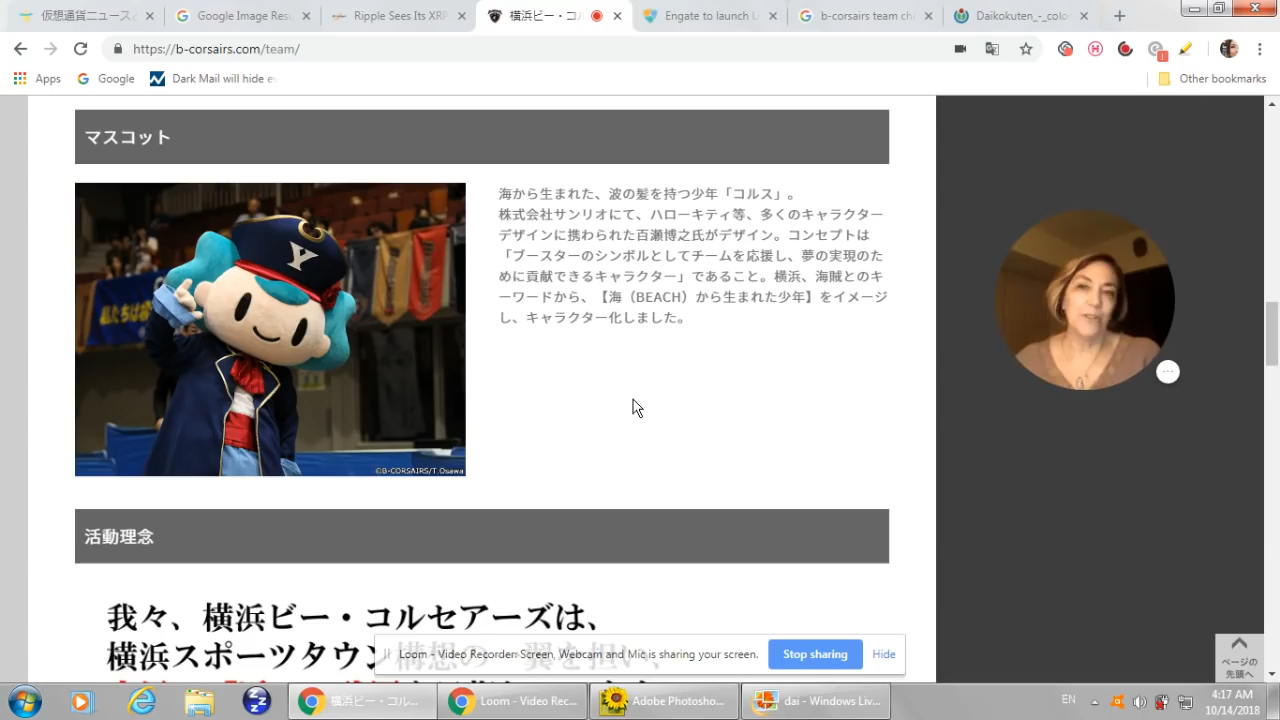 仮想通貨ニュースと
Google Image Res
Ripple Sees Its XRP
横浜ビー・コル
Engate to launch L
b-corsairs team ch
Daikokuten_-_colo
https://b-corsairs.com/team/
Apps
Google
Dark Mail will hide e
Other bookmarks
マスコット
海から生まれた、波の髪を持つ少年「コルス」。
株式会社サンリオにて、ハローキティ等、多くのキャラクター
デザインに携わられた百瀬博之氏がデザイン。コンセプトは
「ブースターのシンボルとしてチームを応援し、夢の実現のた
めに貢献できるキャラクター」であること。横浜、海賊とのキ
ーワードから、【海（BEACH）から生まれた少年】をイメージ
し、キャラクター化しました。
Y
私たちはお
©B-CORSAIRS/T.Osawa
活動理念
我々、横浜ビー・コルセアーズは、
横浜スポーツタウン構想の一翼を担い、
Loom – Video Recorder: Screen, Webcam and Mic is sharing your screen.
Stop sharing
Hide
ページの
先頭へ
横浜ビー・コル...
Loom - Video Rec...
Adobe Photosho...
dai - Windows Liv...
EN
4:17 AM
10/14/2018